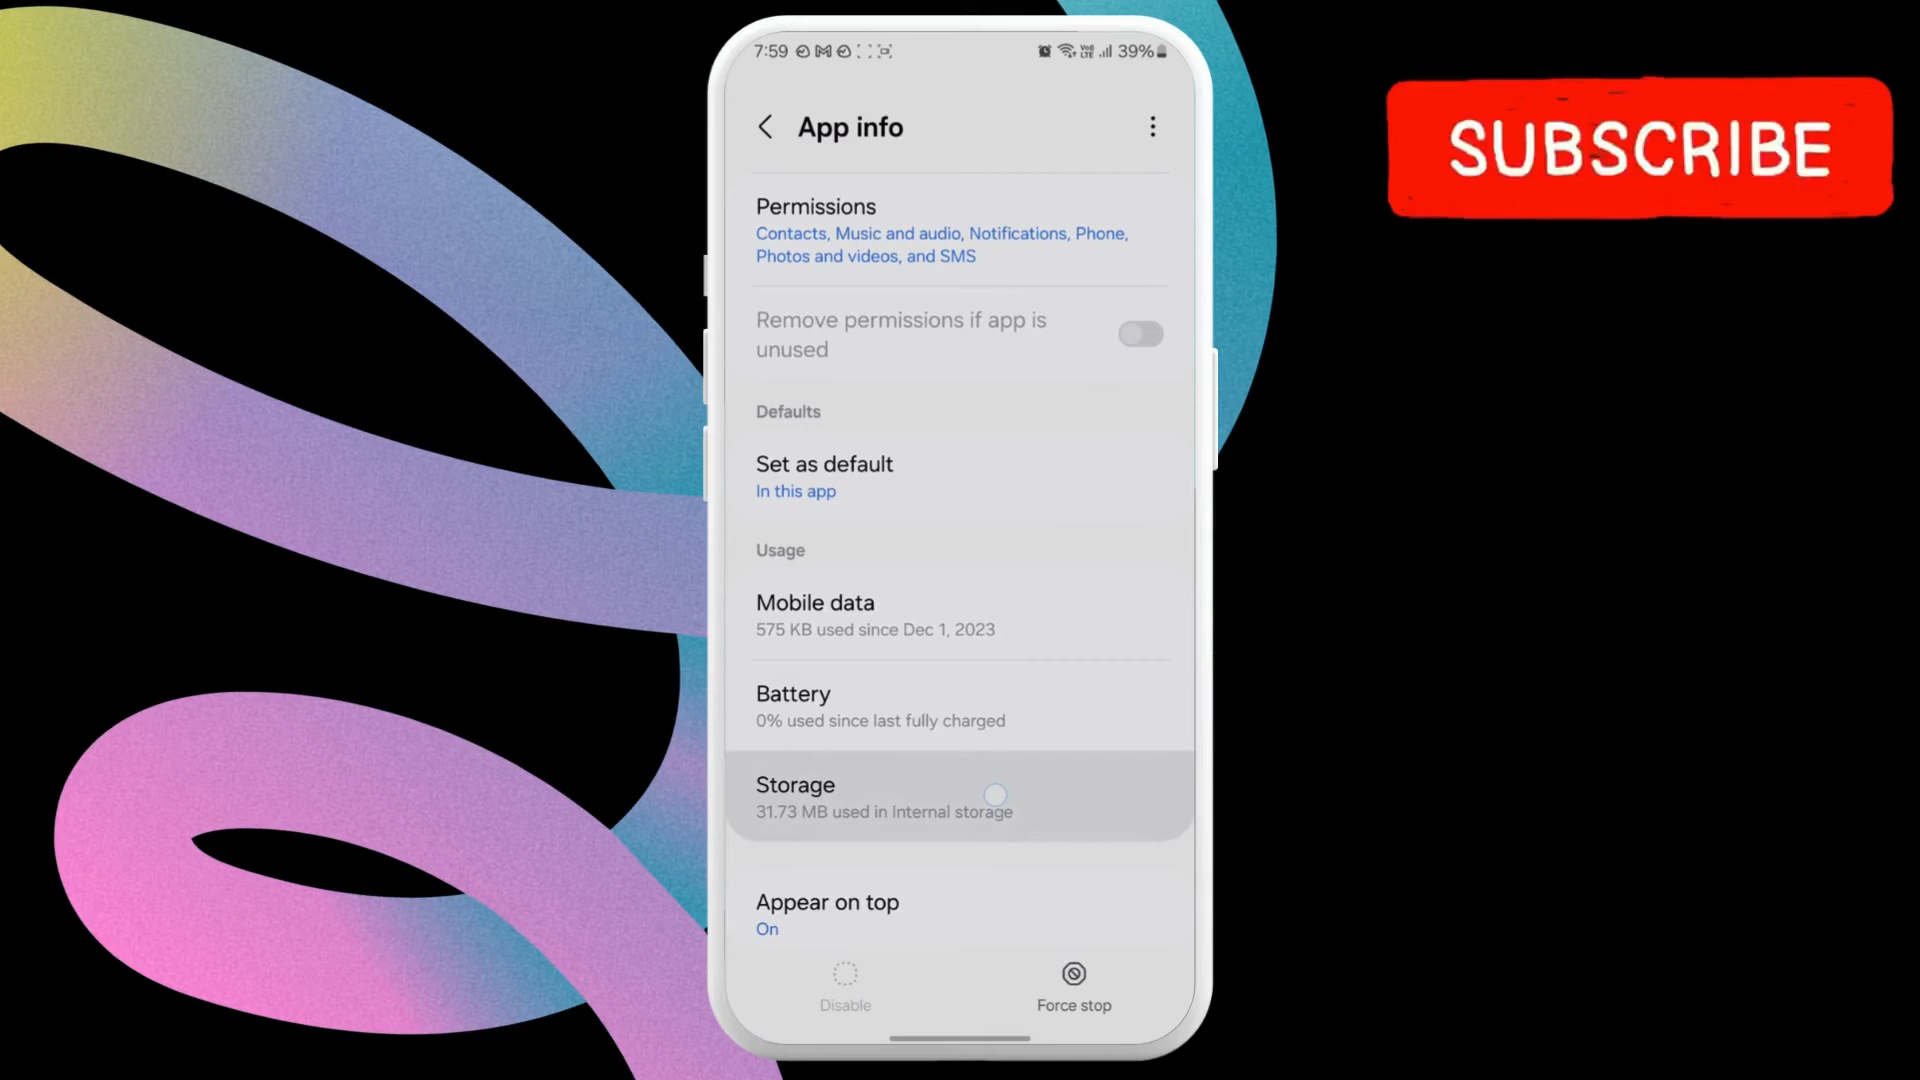 7:59
39%
App info
SUBSCRIBE
Permissions
Contacts, Music and audio, Notifications, Phone,
Photos and videos, and SMS
Remove permissions if app is
unused
Defaults
Set as default
In this app
Usage
Mobile data
575 KB used since Dec 1, 2023
Battery
0% used since last fully charged
Storage
31.73 MB used in Internal storage
Appear on top
On
Disable
Force stop